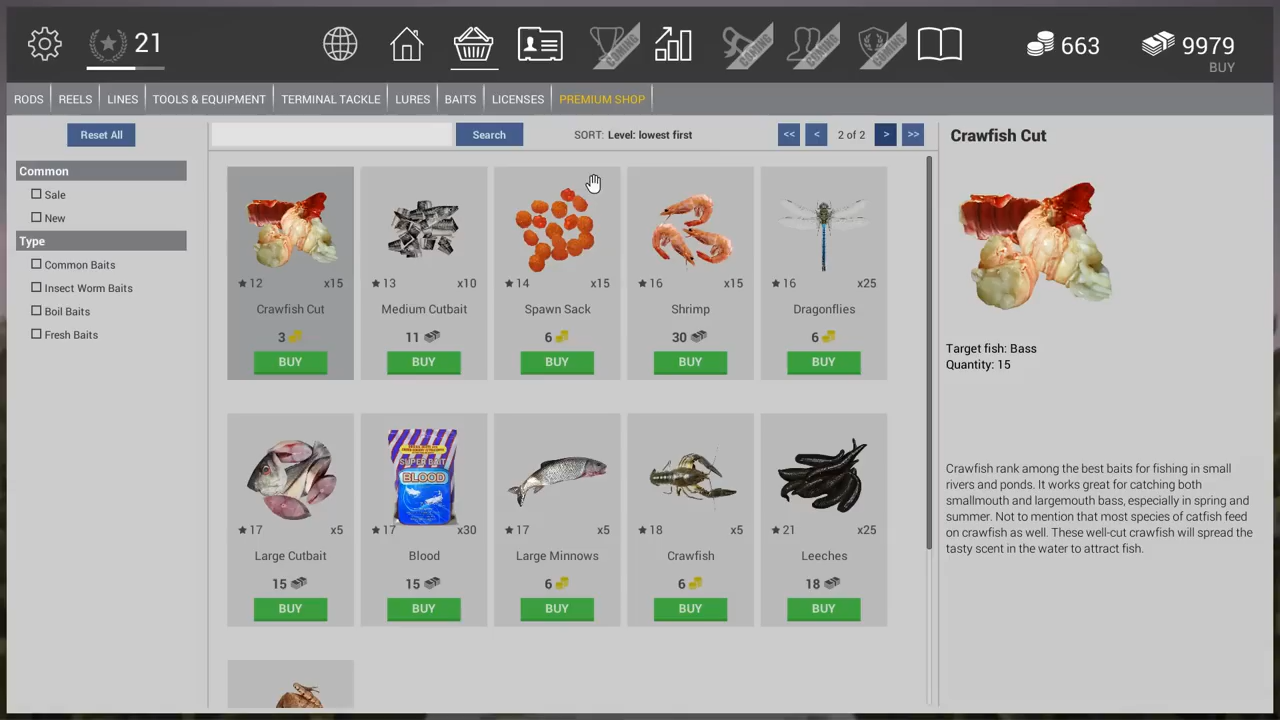 21
COMING
COMING
COMING
COMING
663
9979
BUY
RODS
REELS
LINES
TOOLS & EQUIPMENT
TERMINAL TACKLE
LURES
BAITS
LICENSES
PREMIUM SHOP
Reset All
Search
SORT: Level: lowest first
<<
<
2 of 2
>
>>
Crawfish Cut
Common
Sale
New
Type
Common Baits
Insect Worm Baits
Boil Baits
Fresh Baits
12 x15
Crawfish Cut
3
BUY
13 x10
Medium Cutbait
11
BUY
14 x15
Spawn Sack
6
BUY
16 x15
Shrimp
30
BUY
16 x25
Dragonflies
6
BUY
17 x5
Large Cutbait
15
BUY
SUPER BAIT
BLOOD
17 x30
Blood
15
BUY
17 x5
Large Minnows
6
BUY
18 x5
Crawfish
6
BUY
21 x25
Leeches
18
BUY
Target fish: Bass
Quantity: 15
Crawfish rank among the best baits for fishing in small
rivers and ponds. It works great for catching both
smallmouth and largemouth bass, especially in spring and
summer. Not to mention that most species of catfish feed
on crawfish as well. These well-cut crawfish will spread the
tasty scent in the water to attract fish.